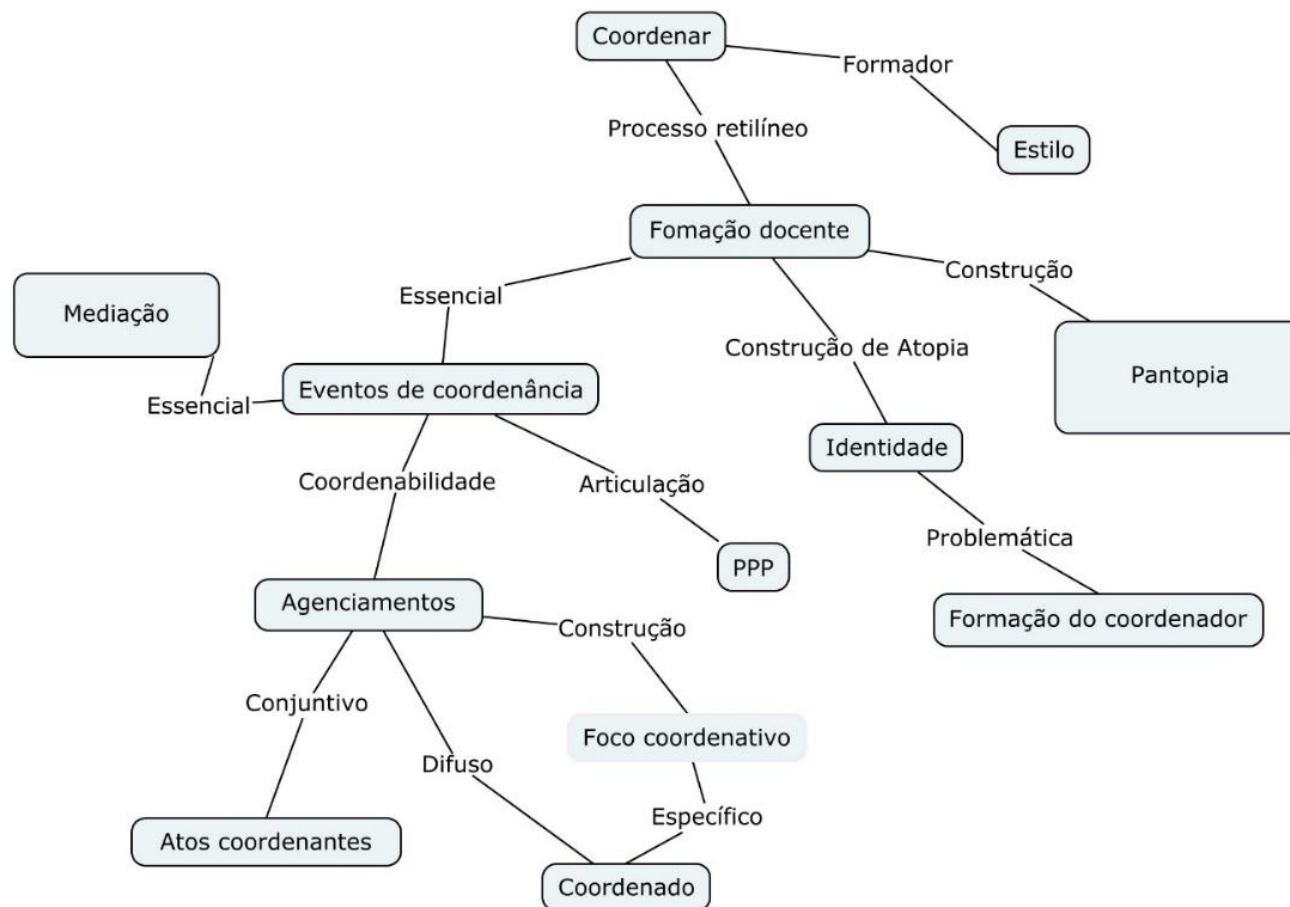 Coordenar
Formador
Processo retilíneo
Estilo
Fomação docente
Construção
Essencial
Mediação
Construção de Atopia
Pantopia
Eventos de coordenância
Essencial
Identidade
Coordenabilidade
Articulação
Problemática
PPP
Agenciamentos
Formação do coordenador
Construção
Conjuntivo
Foco coordenativo
Difuso
Específico
Atos coordenantes
Coordenado